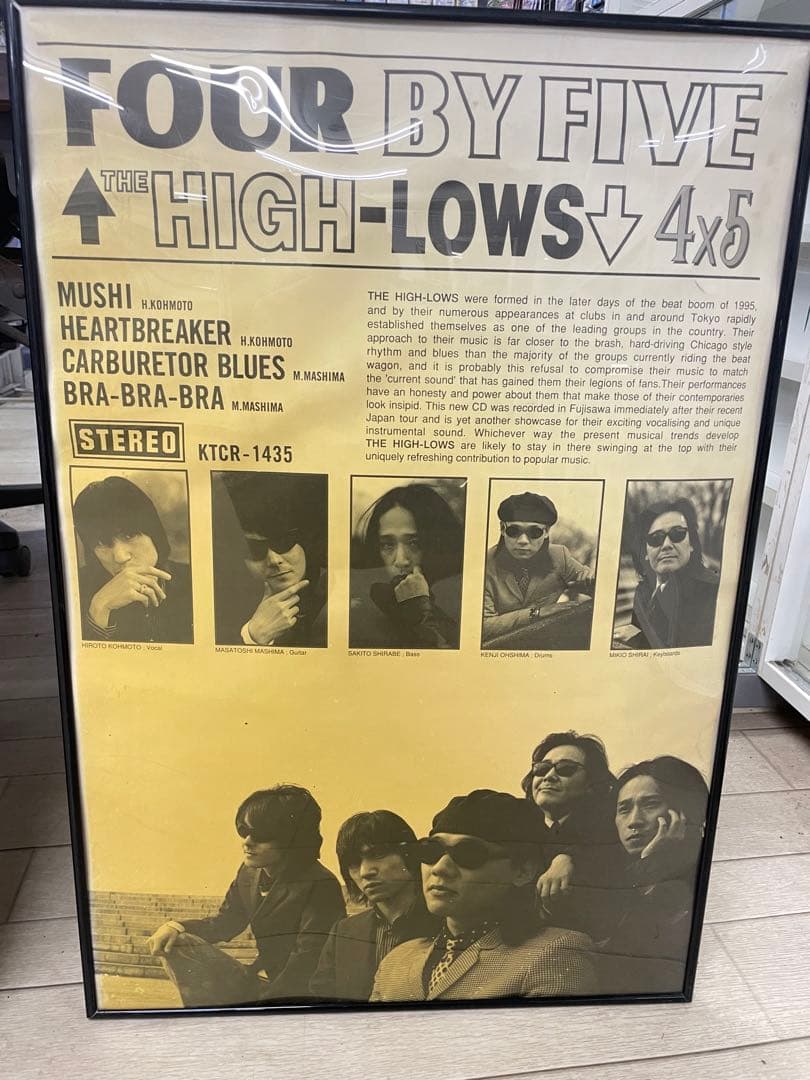 FOUR BY FIVE
↑ THE HIGH-LOWS ↓ 4x5
MUSHI H.KOHMOTO
HEARTBREAKER H.KOHMOTO
CARBURETOR BLUES M.MASHIMA
BRA-BRA-BRA M.MASHIMA
STEREO KTCR-1435
THE HIGH-LOWS were formed in the later days of the beat boom of 1995,
and by their numerous appearances at clubs in and around Tokyo rapidly
established themselves as one of the leading groups in the country. Their
approach to their music is far closer to the brash, hard-driving Chicago style
rhythm and blues than the majority of the groups currently riding the beat
wagon, and it is probably this refusal to compromise their music to match
the 'current sound' that has gained them their legions of fans.Their performances
have an honesty and power about them that make those of their contemporaries
look insipid. This new CD was recorded in Fujisawa immediately after their recent
Japan tour and is yet another showcase for their exciting vocalising and unique
instrumental sound. Whichever way the present musical trends develop
THE HIGH-LOWS are likely to stay in there swinging at the top with their
uniquely refreshing contribution to popular music.
HIROTO KOHMOTO : Vocal
MASATOSHI MASHIMA : Guitar
SAKITO SHIRABE : Bass
KENJI OHSHIMA : Drums
MIKIO SHIRAI : Keyboards